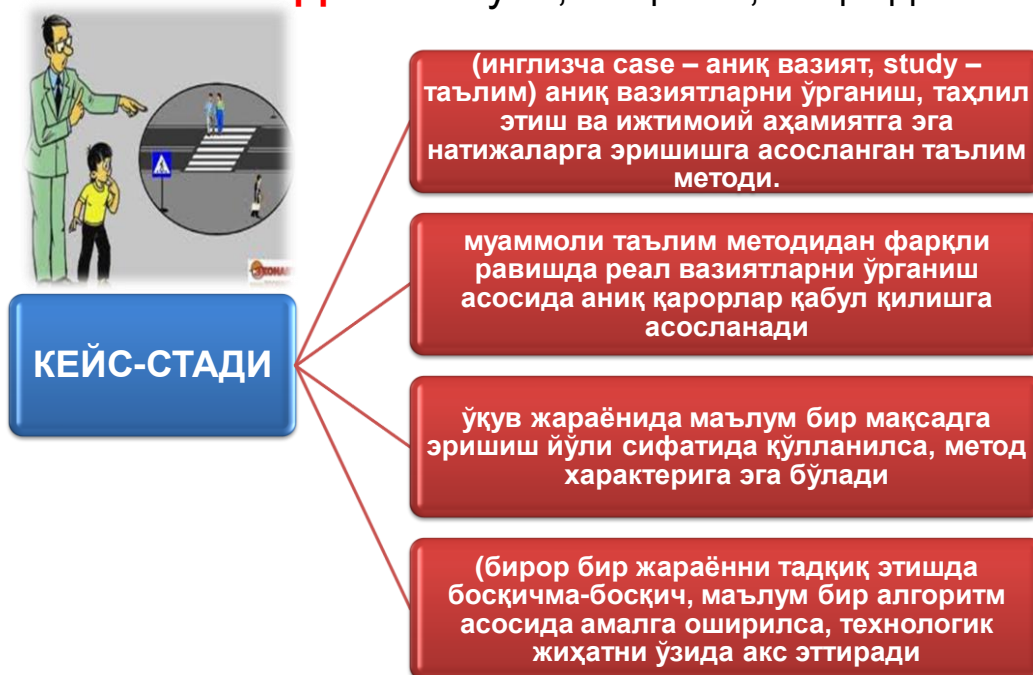 КЕЙС-СТАДИ
(инглизча case – аниқ вазият, study –
таълим) аниқ вазиятларни ўрганиш, таҳлил
этиш ва ижтимоий аҳамиятга эга
натижаларга эришишга асосланган таълим
методи.
муаммоли таълим методидан фарқли
равишда реал вазиятларни ўрганиш
асосида аниқ қарорлар қабул қилишга
асосланади
ўқув жараёнида маълум бир мақсадга
эришиш йўли сифатида қўлланилса, метод
характерига эга бўлади
(бирор бир жараённи тадқиқ этишда
босқичма-босқич, маълум бир алгоритм
асосида амалга оширилса, технологик
жиҳатни ўзида акс эттиради